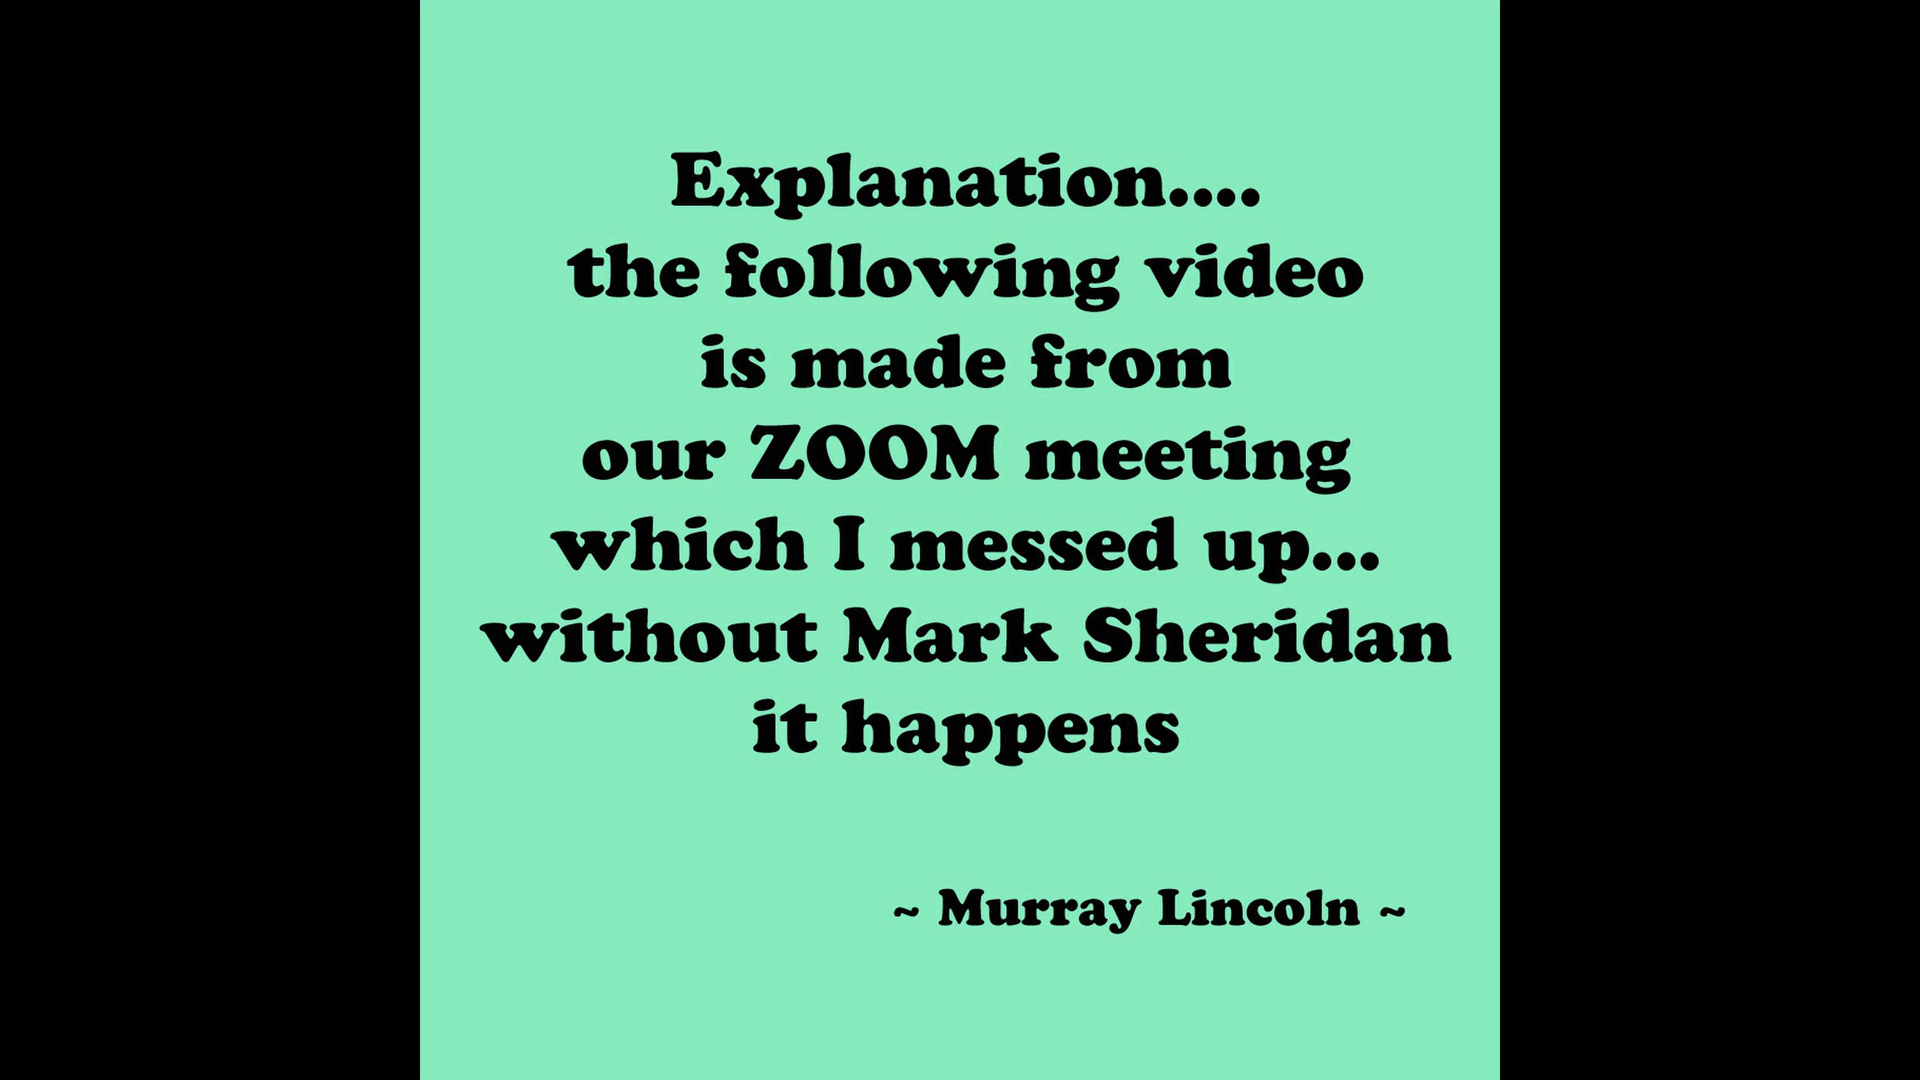 Explanation....
the following video
is made from
our ZOOM meeting
which I messed up...
without Mark Sheridan
it happens
~ Murray Lincoln ~